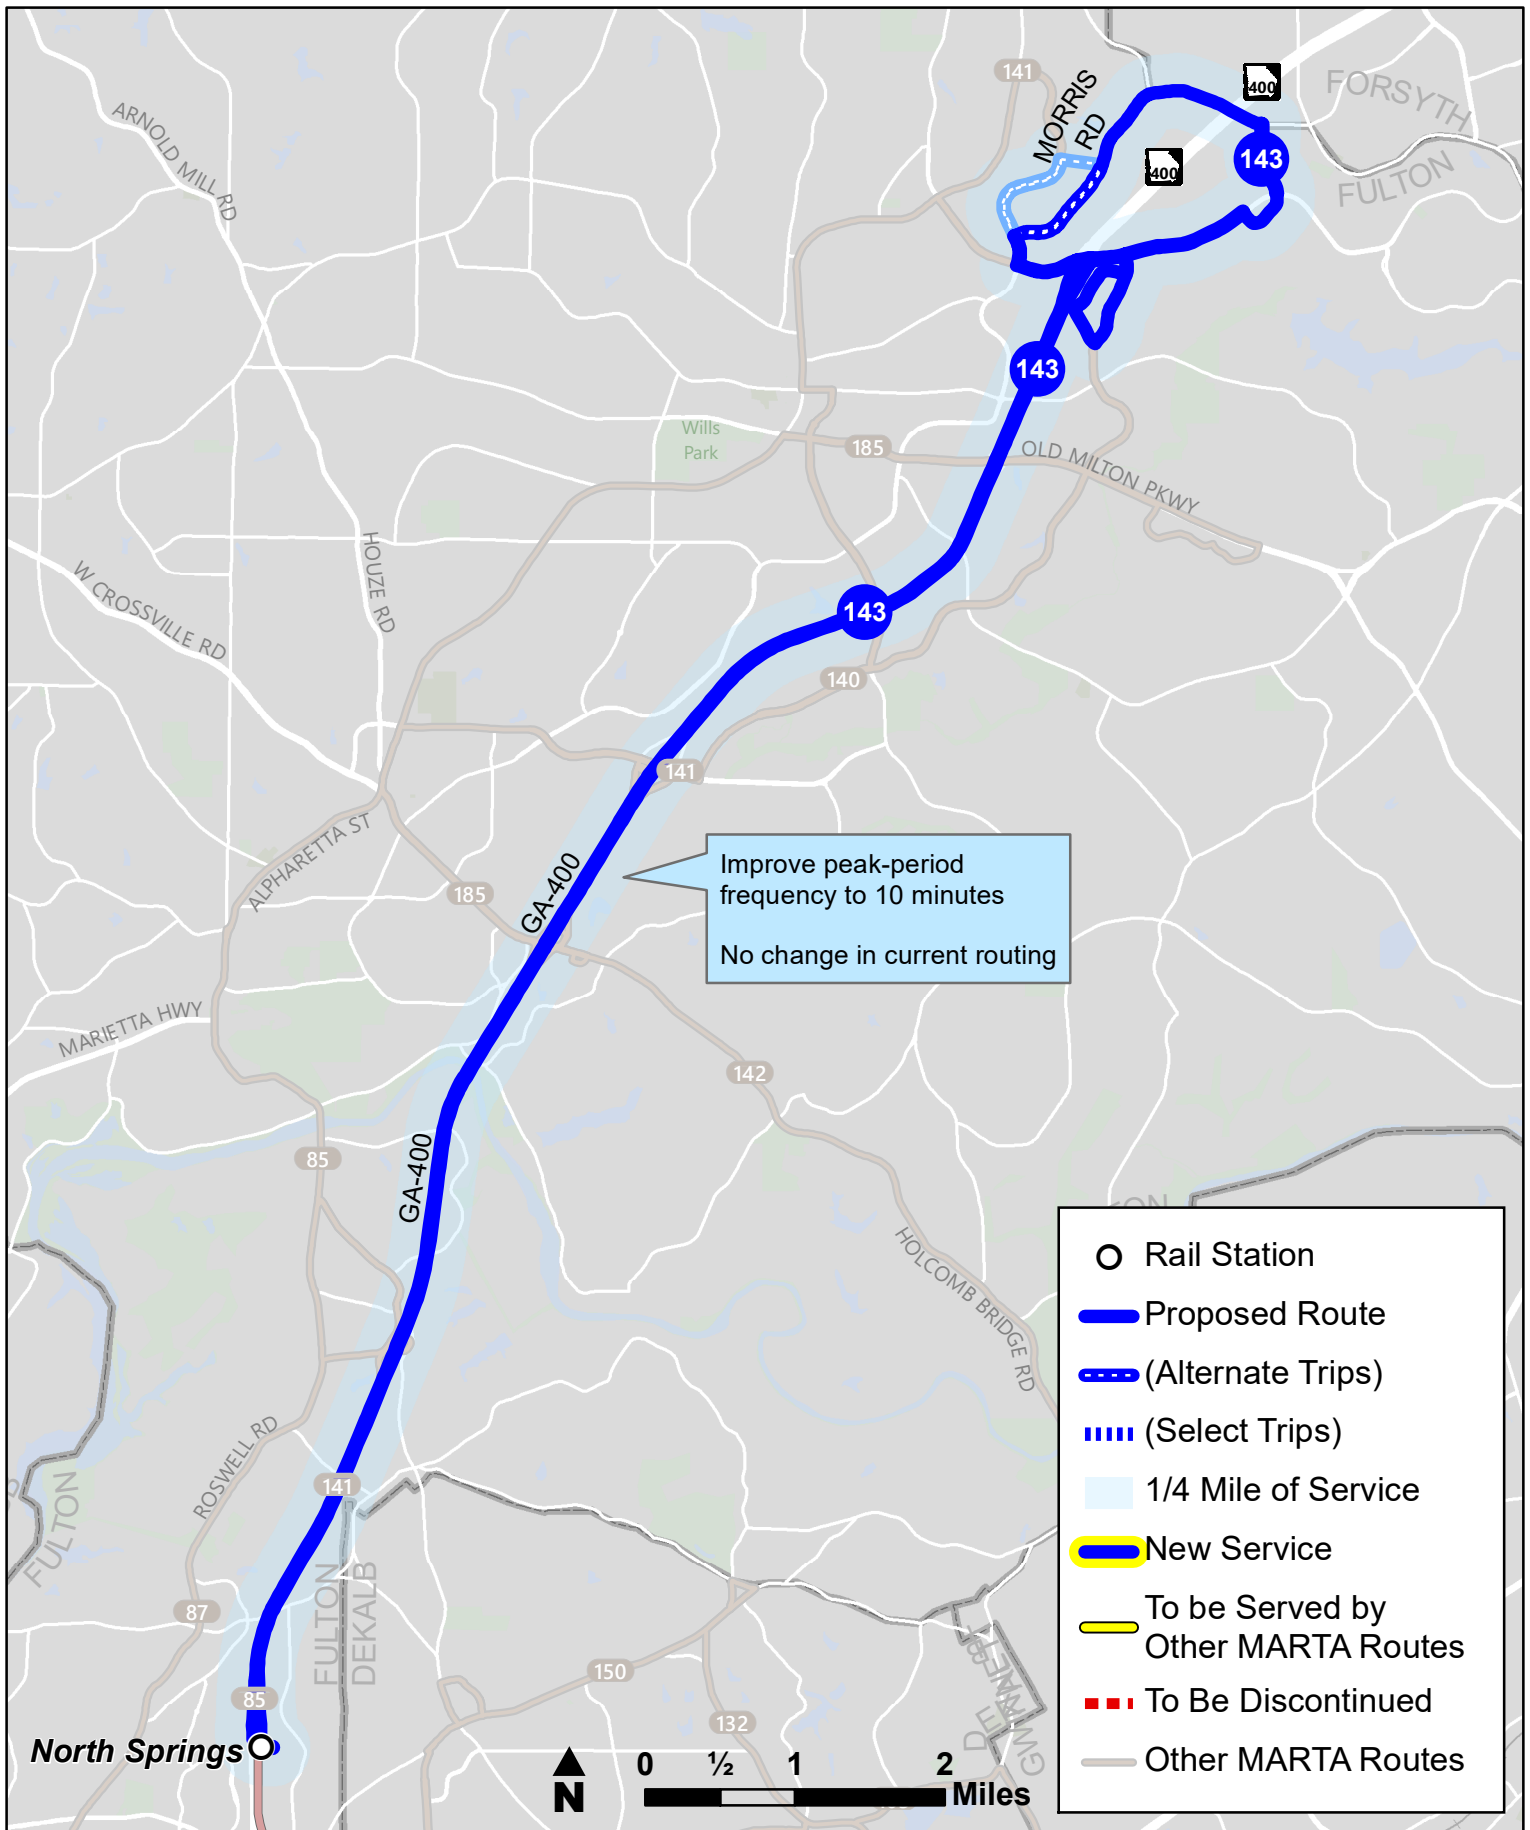 141
MORRIS
RD
400
FORSYTH
400
143
FULTON
ARNOLD MILL RD
143
Wills
Park
185
OLD MILTON PKWY
HOUZE RD
W CROSSVILLE RD
143
140
141
ALPHARETTA ST
185
GA-400
Improve peak-period
frequency to 10 minutes
No change in current routing
MARIETTA HWY
142
85
GA-400
HOLCOMB BRIDGE RD
ROSWELL RD
141
FULTON
FULTON
DEKALB
87
150
85
132
North Springs
N
0 ½ 1 2
Miles
Rail Station
Proposed Route
(Alternate Trips)
(Select Trips)
1/4 Mile of Service
New Service
To be Served by
Other MARTA Routes
To Be Discontinued
Other MARTA Routes